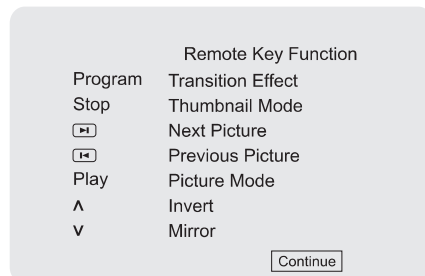 Remote Key Function
Program Transition Effect
Stop Thumbnail Mode
Next Picture
Previous Picture
Play Picture Mode
∧ Invert
∨ Mirror
Continue